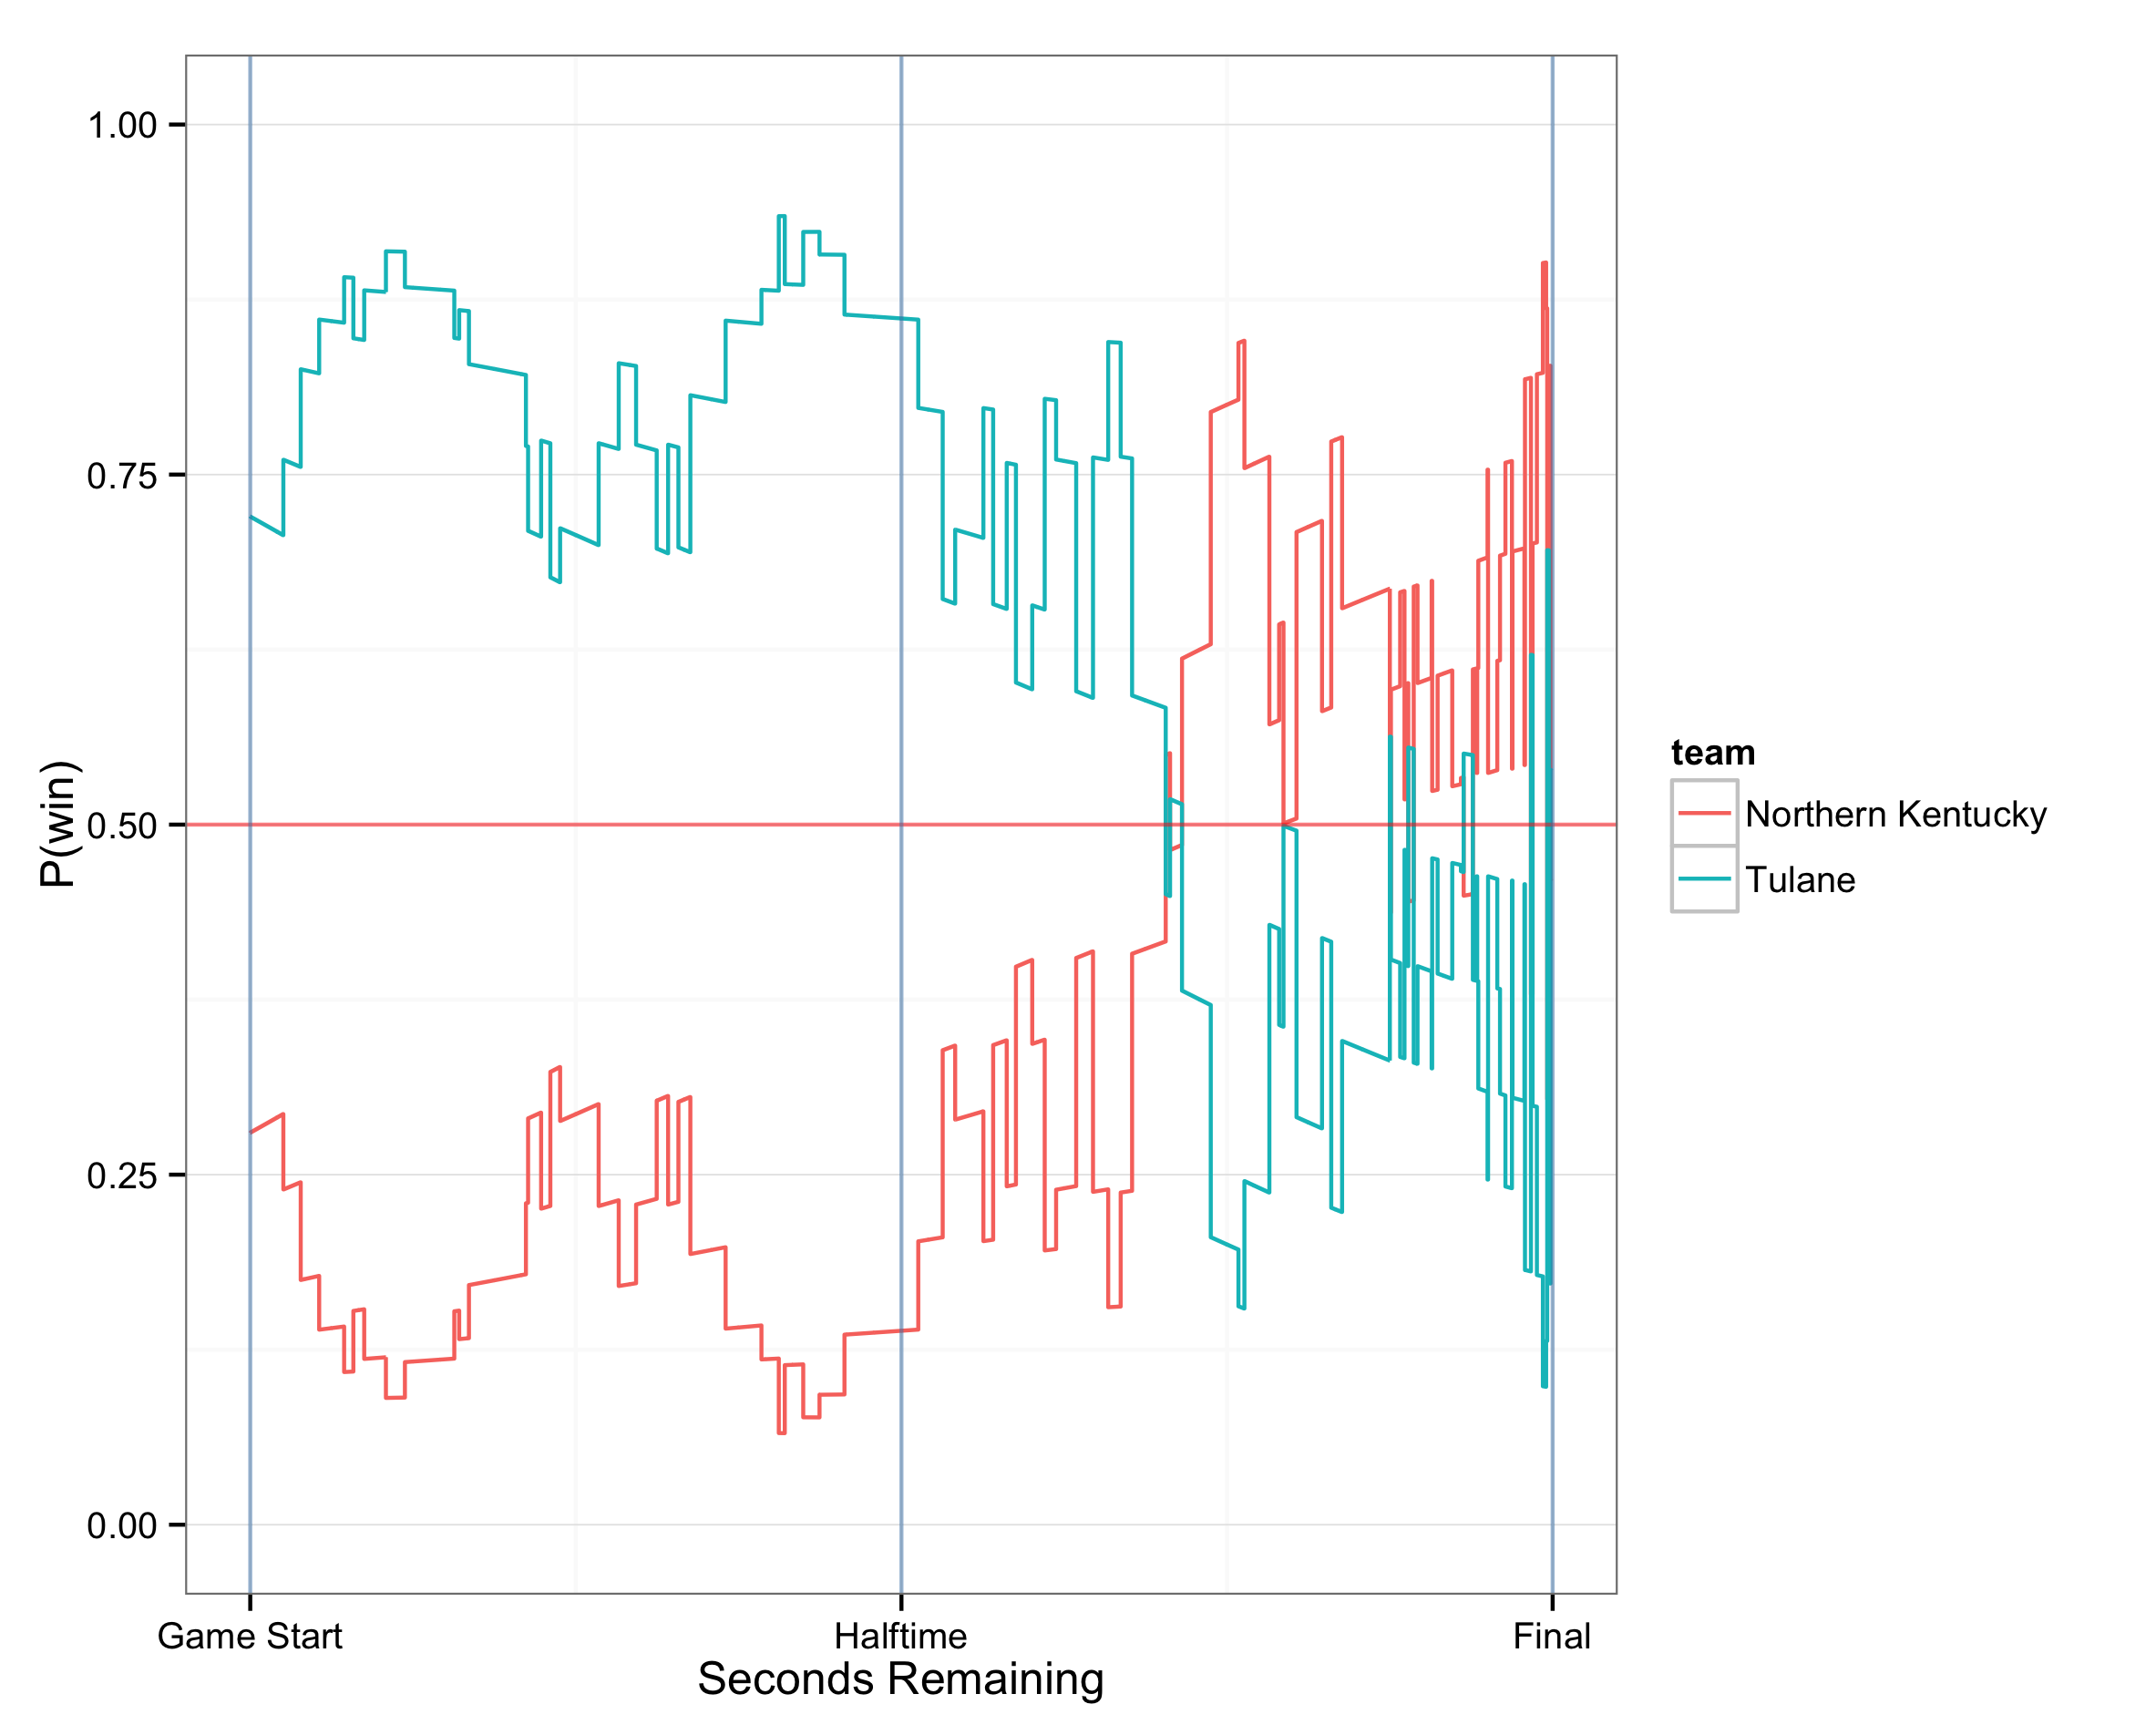 1.00
0.75
0.50
0.25
0.00
P(win)
Game Start
Halftime
Final
Seconds Remaining
team
Northern Kentucky
Tulane